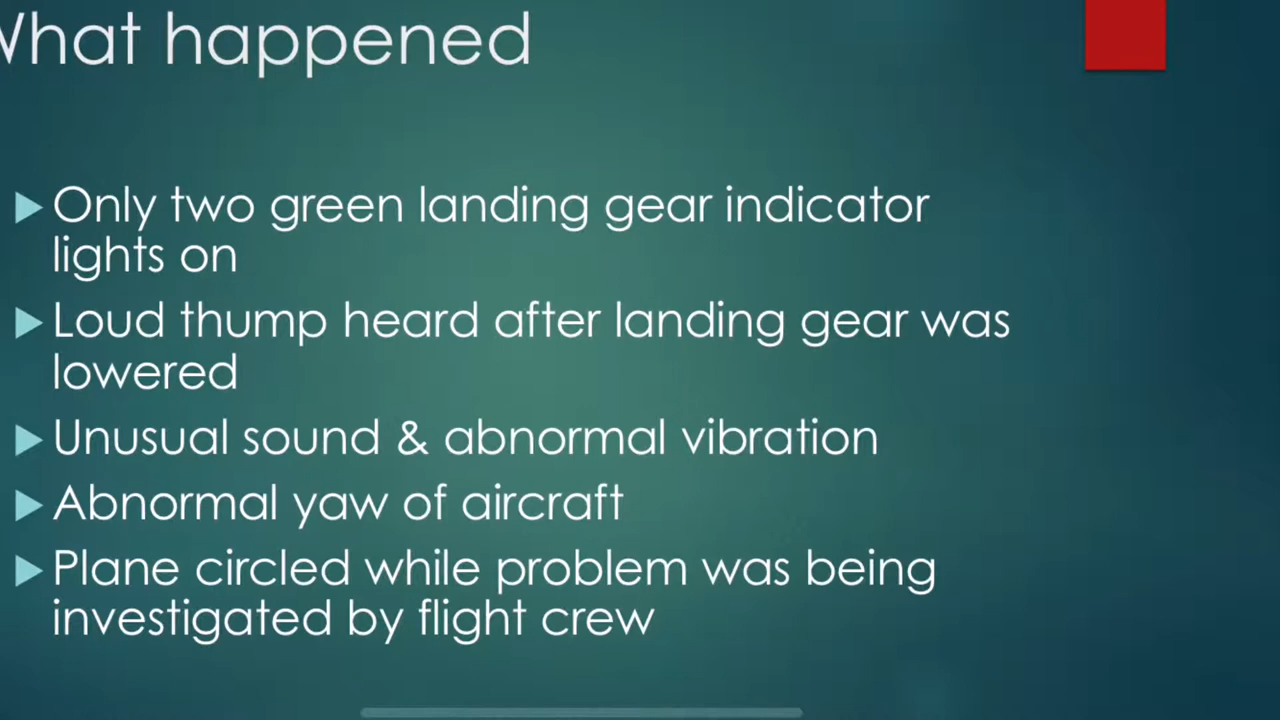 What happened
Only two green landing gear indicator
lights on
Loud thump heard after landing gear was
lowered
Unusual sound & abnormal vibration
Abnormal yaw of aircraft
Plane circled while problem was being
investigated by flight crew